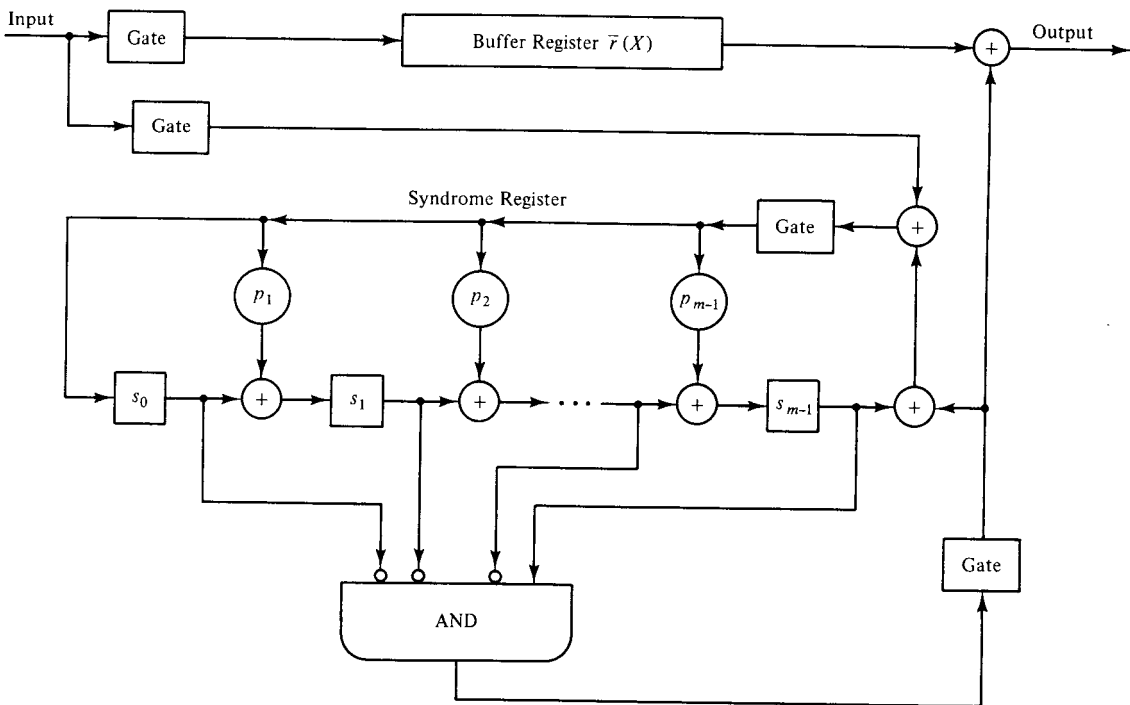 Input
Gate
Buffer Register r̄(X)
+
Output
Gate
Syndrome Register
Gate
+
p₁
p₂
pₘ₋₁
s₀
+
s₁
+
· · ·
+
sₘ₋₁
+
Gate
AND